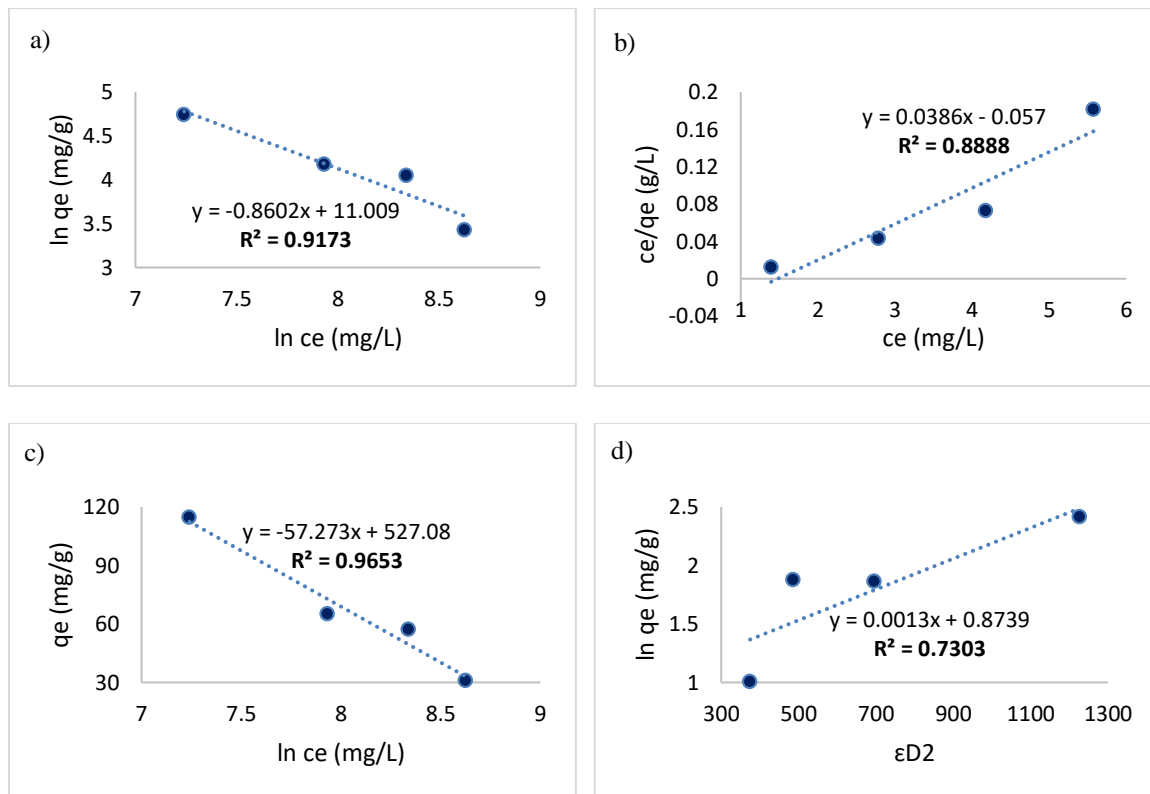 a)
5
4.5
4
3.5
3
7
7.5
8
8.5
9
ln qe (mg/g)
ln ce (mg/L)
y = -0.8602x + 11.009
R² = 0.9173
b)
0.2
0.16
0.12
0.08
0.04
0
-0.04
1
2
3
4
5
6
ce/qe (g/L)
ce (mg/L)
y = 0.0386x - 0.057
R² = 0.8888
c)
120
90
60
30
7
7.5
8
8.5
9
qe (mg/g)
ln ce (mg/L)
y = -57.273x + 527.08
R² = 0.9653
d)
2.5
2
1.5
1
300
500
700
900
1100
1300
ln qe (mg/g)
εD2
y = 0.0013x + 0.8739
R² = 0.7303